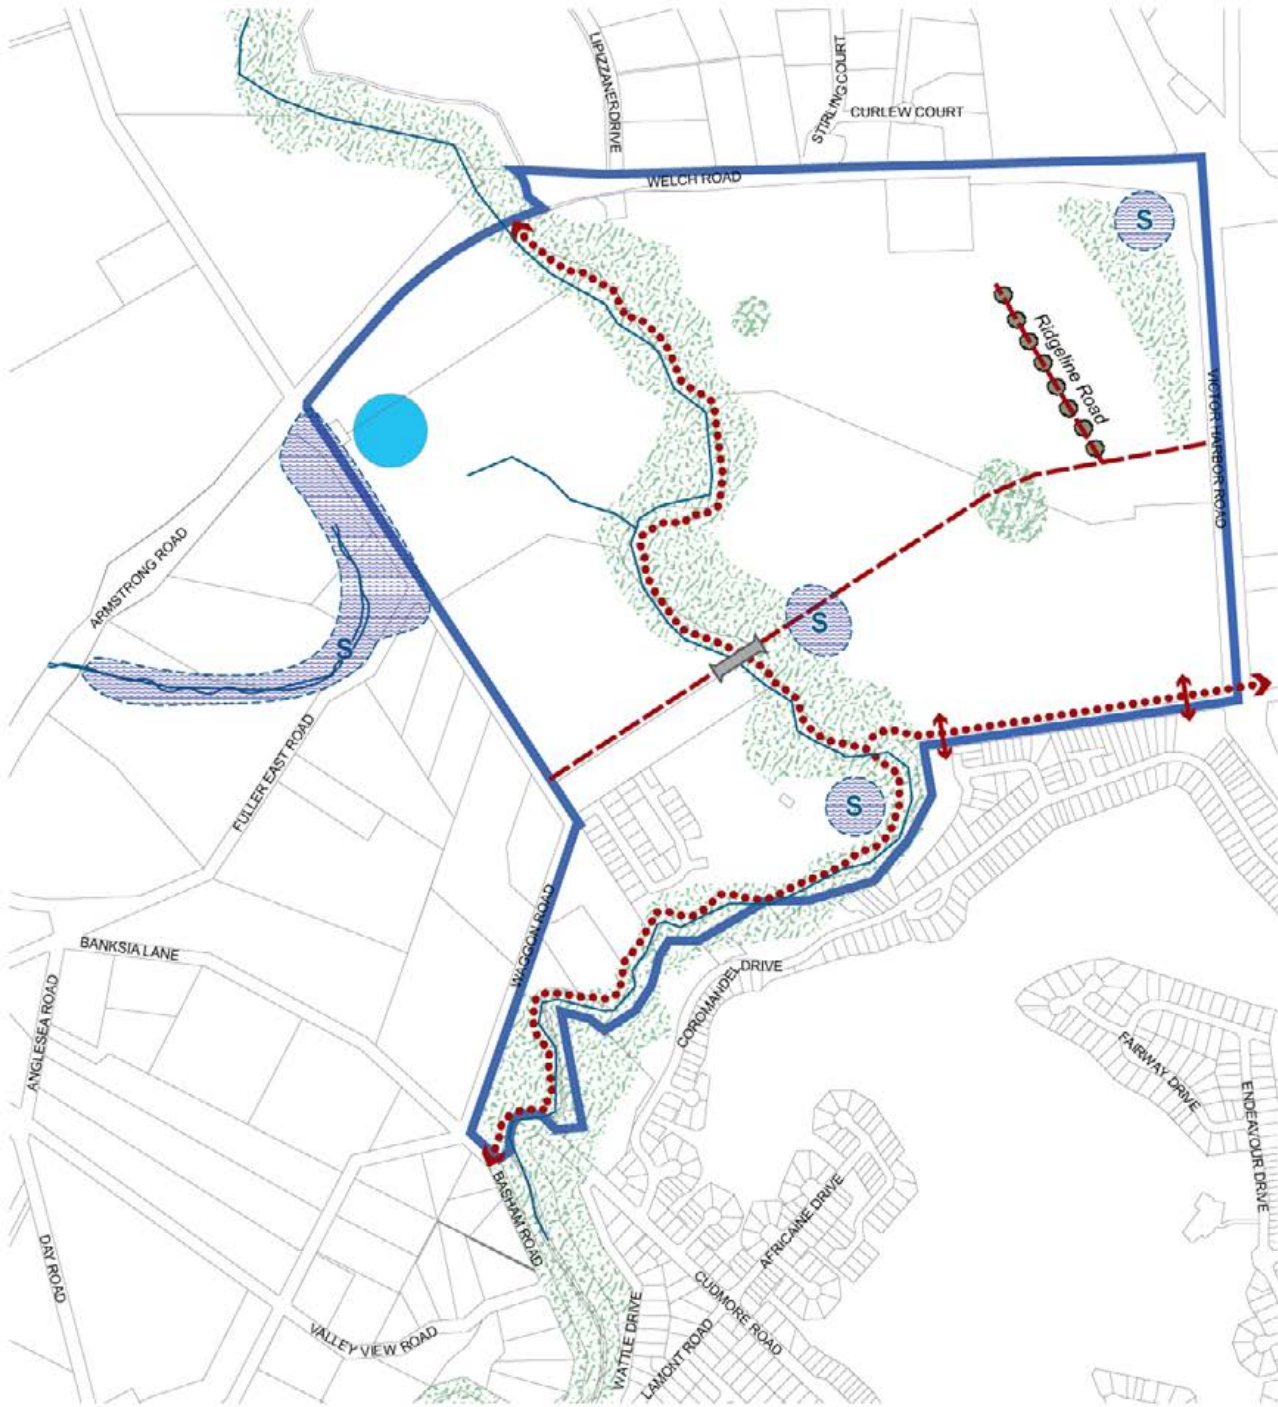 LIPIZZANER DRIVE
STIRLING COURT
CURLEW COURT
WELCH ROAD
S
Ridgeline Road
VICTOR HARBOR ROAD
ARMSTRONG ROAD
S
S
FULLER EAST ROAD
S
WAGGON ROAD
BANKSIA LANE
COROMANDEL DRIVE
ANGLESEA ROAD
FAIRWAY DRIVE
ENDEAVOUR DRIVE
BASHAM ROAD
AFRICAINE DRIVE
DAY ROAD
CUDMORE ROAD
VALLEY VIEW ROAD
WATTLE DRIVE
LAMONT ROAD